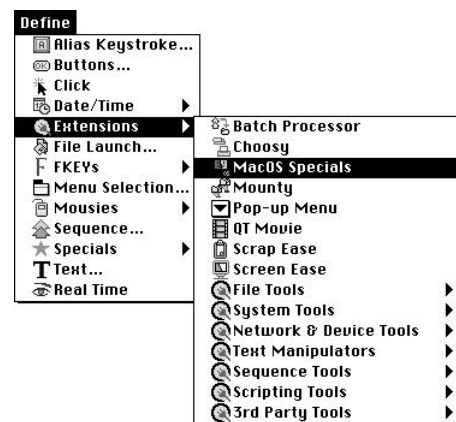 Define
Alias Keystroke...
Buttons...
Click
Date/Time
Extensions
File Launch...
FKEYs
Menu Selection...
Mousies
Sequence...
Specials
Text...
Real Time
Batch Processor
Choosy
MacOS Specials
Mounty
Pop-up Menu
QT Movie
Scrap Ease
Screen Ease
File Tools
System Tools
Network & Device Tools
Text Manipulators
Sequence Tools
Scripting Tools
3rd Party Tools